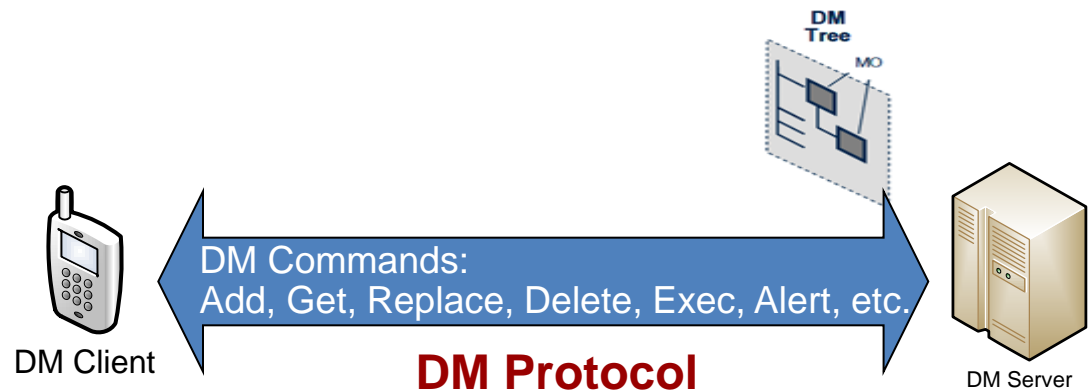 DM
Tree
MO
DM Commands:
Add, Get, Replace, Delete, Exec, Alert, etc.
DM Client
DM Protocol
DM Server